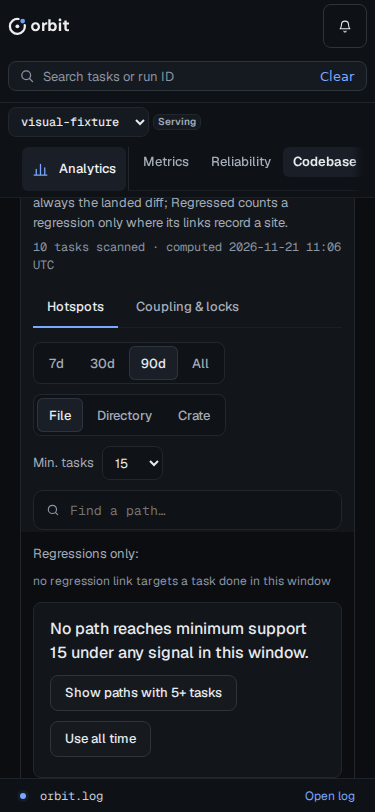 orbit
Search tasks or run ID
Clear
visual-fixture
Serving
Analytics
Metrics
Reliability
Codebase
always the landed diff; Regressed counts a
regression only where its links record a site.
10 tasks scanned · computed 2026-11-21 11:06
UTC
Hotspots
Coupling & locks
7d
30d
90d
All
File
Directory
Crate
Min. tasks
15
Find a path…
Regressions only:
no regression link targets a task done in this window
No path reaches minimum support
15 under any signal in this window.
Show paths with 5+ tasks
Use all time
orbit.log
Open log